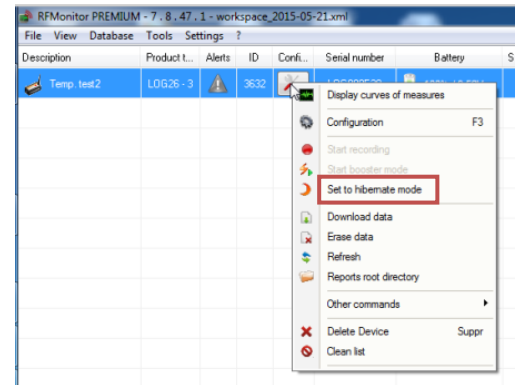 RFMonitor PREMIUM - 7 . 8 . 47 . 1 - workspace_2015-05-21.xml
File View Database Tools Settings ?
Description Product t... Alerts ID Confi... Serial number Battery S
Temp. test2 LOG26 - 3 3632
Display curves of measures
Configuration F3
Start recording
Start booster mode
Set to hibernate mode
Download data
Erase data
Refresh
Reports root directory
Other commands
Delete Device Suppr
Clean list